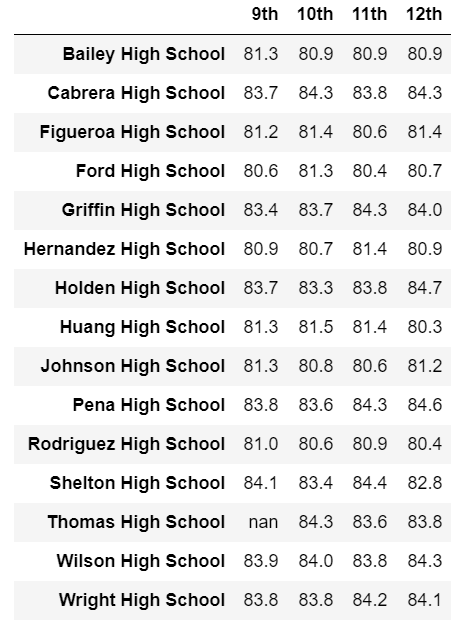 9th 10th 11th 12th
Bailey High School 81.3 80.9 80.9 80.9
Cabrera High School 83.7 84.3 83.8 84.3
Figueroa High School 81.2 81.4 80.6 81.4
Ford High School 80.6 81.3 80.4 80.7
Griffin High School 83.4 83.7 84.3 84.0
Hernandez High School 80.9 80.7 81.4 80.9
Holden High School 83.7 83.3 83.8 84.7
Huang High School 81.3 81.5 81.4 80.3
Johnson High School 81.3 80.8 80.6 81.2
Pena High School 83.8 83.6 84.3 84.6
Rodriguez High School 81.0 80.6 80.9 80.4
Shelton High School 84.1 83.4 84.4 82.8
Thomas High School nan 84.3 83.6 83.8
Wilson High School 83.9 84.0 83.8 84.3
Wright High School 83.8 83.8 84.2 84.1